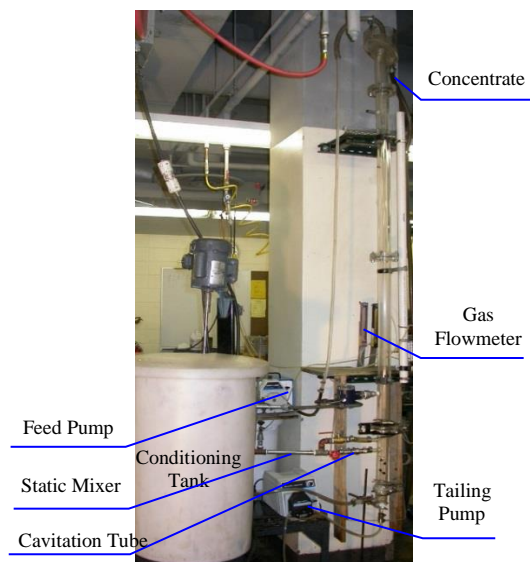 Concentrate
Gas
Flowmeter
Feed Pump
Conditioning
Tank
Static Mixer
Tailing
Pump
Cavitation Tube